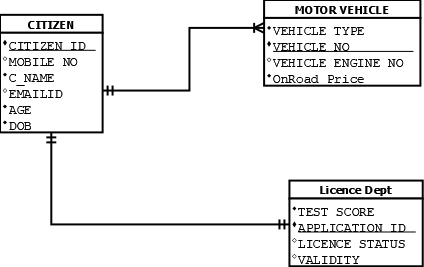 CITIZEN
CITIZEN ID
MOBILE NO
C_NAME
EMAILID
AGE
DOB
MOTOR VEHICLE
VEHICLE TYPE
VEHICLE NO
VEHICLE ENGINE NO
OnRoad Price
Licence Dept
TEST SCORE
APPLICATION ID
LICENCE STATUS
VALIDITY